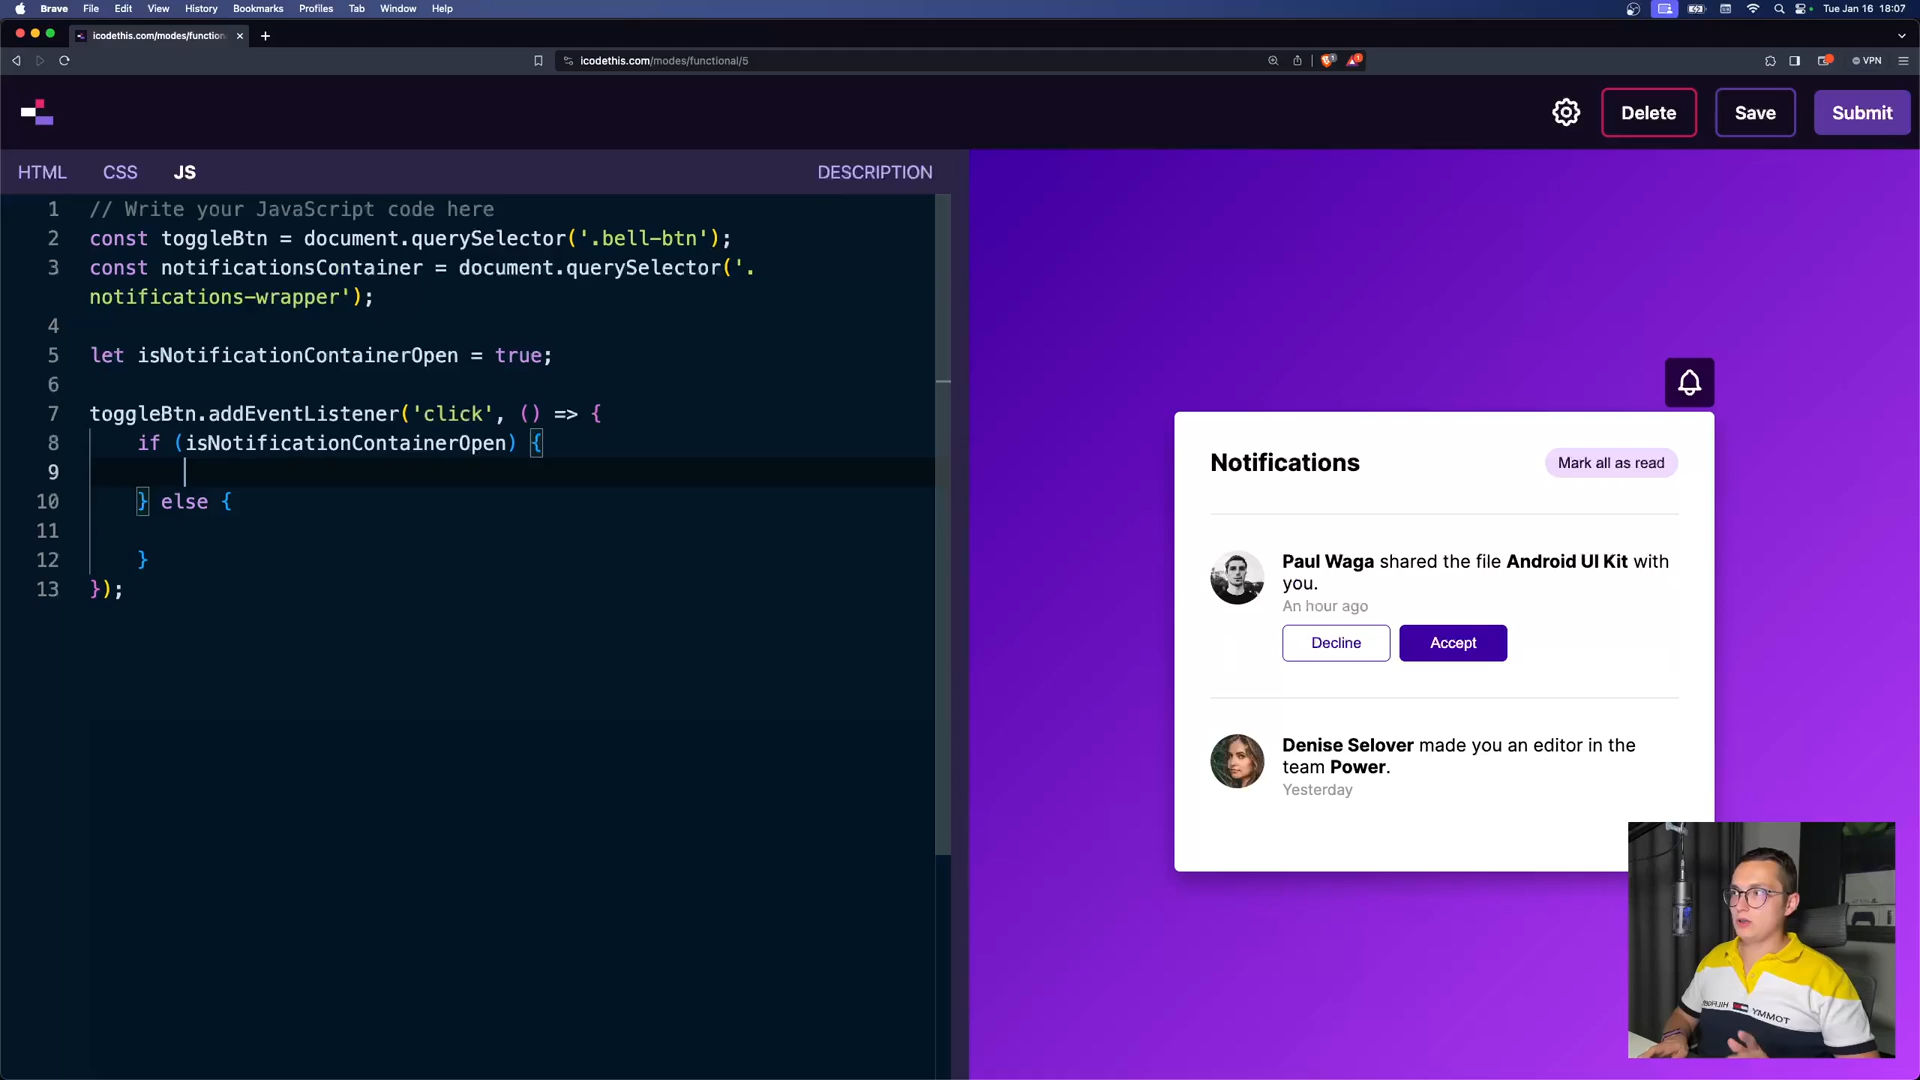 Brave File Edit View History Bookmarks Profiles Tab Window Help Tue Jan 16 18:07
icodethis.com/modes/function
icodethis.com/modes/functional/5 VPN
Delete Save Submit
HTML CSS JS DESCRIPTION
1 // Write your JavaScript code here
2 const toggleBtn = document.querySelector('.bell-btn');
3 const notificationsContainer = document.querySelector('.
notifications-wrapper');
4
5 let isNotificationContainerOpen = true;
6
7 toggleBtn.addEventListener('click', () => {
8 if (isNotificationContainerOpen) {
9
10 } else {
11
12 }
13 });
Notifications Mark all as read
Paul Waga shared the file Android UI Kit with
you.
An hour ago
Decline Accept
Denise Selover made you an editor in the
team Power.
Yesterday